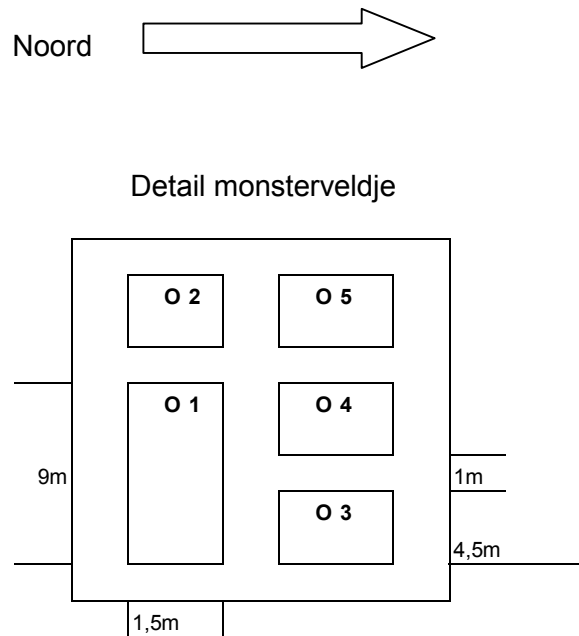 Noord
Detail monsterveldje
O 2
O 5
O 1
O 4
9m
1m
O 3
4,5m
1,5m